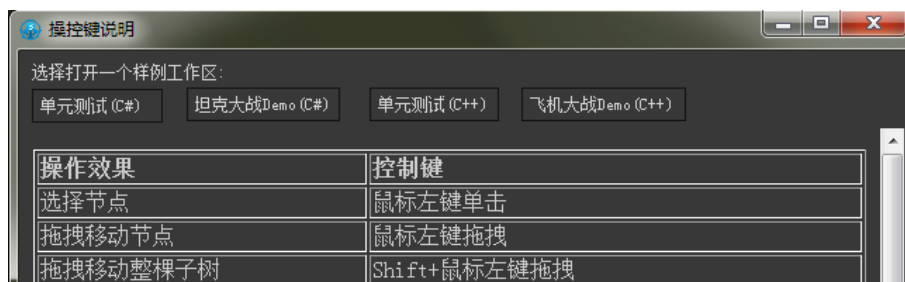 操控键说明
选择打开一个样例工作区:
单元测试(C#) 坦克大战Demo(C#) 单元测试(C++) 飞机大战Demo(C++)
操作效果 控制键
选择节点 鼠标左键单击
拖拽移动节点 鼠标左键拖拽
拖拽移动整棵子树 Shift+鼠标左键拖拽